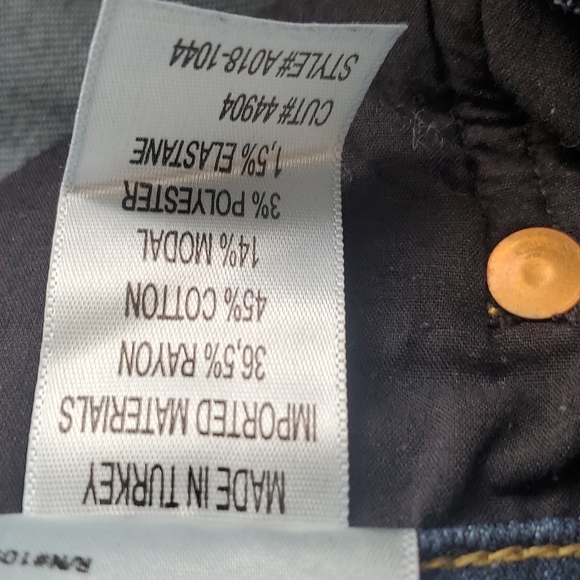 MADE IN TURKEY
IMPORTED MATERIALS
36,5% RAYON
45% COTTON
14% MODAL
3% POLYESTER
1,5% ELASTANE
CUT# 44904
STYLE# A018-1044